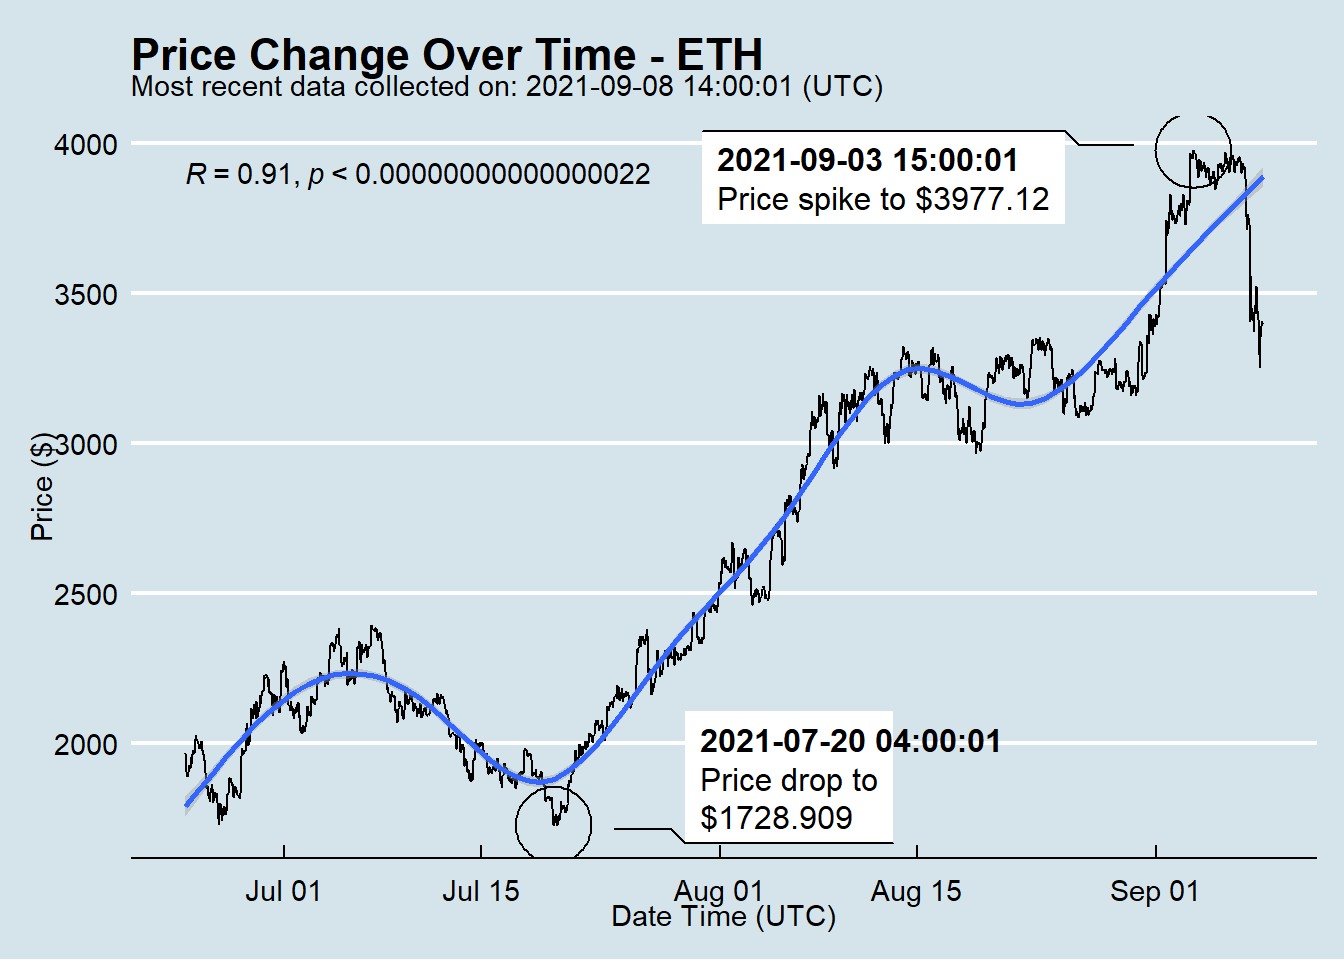 Price Change Over Time - ETH
Most recent data collected on: 2021-09-08 14:00:01 (UTC)
R = 0.91, p < 0.00000000000000022
2021-09-03 15:00:01
Price spike to $3977.12
2021-07-20 04:00:01
Price drop to
$1728.909
Price ($)
4000
3500
3000
2500
2000
Jul 01 Jul 15 Aug 01 Aug 15 Sep 01
Date Time (UTC)